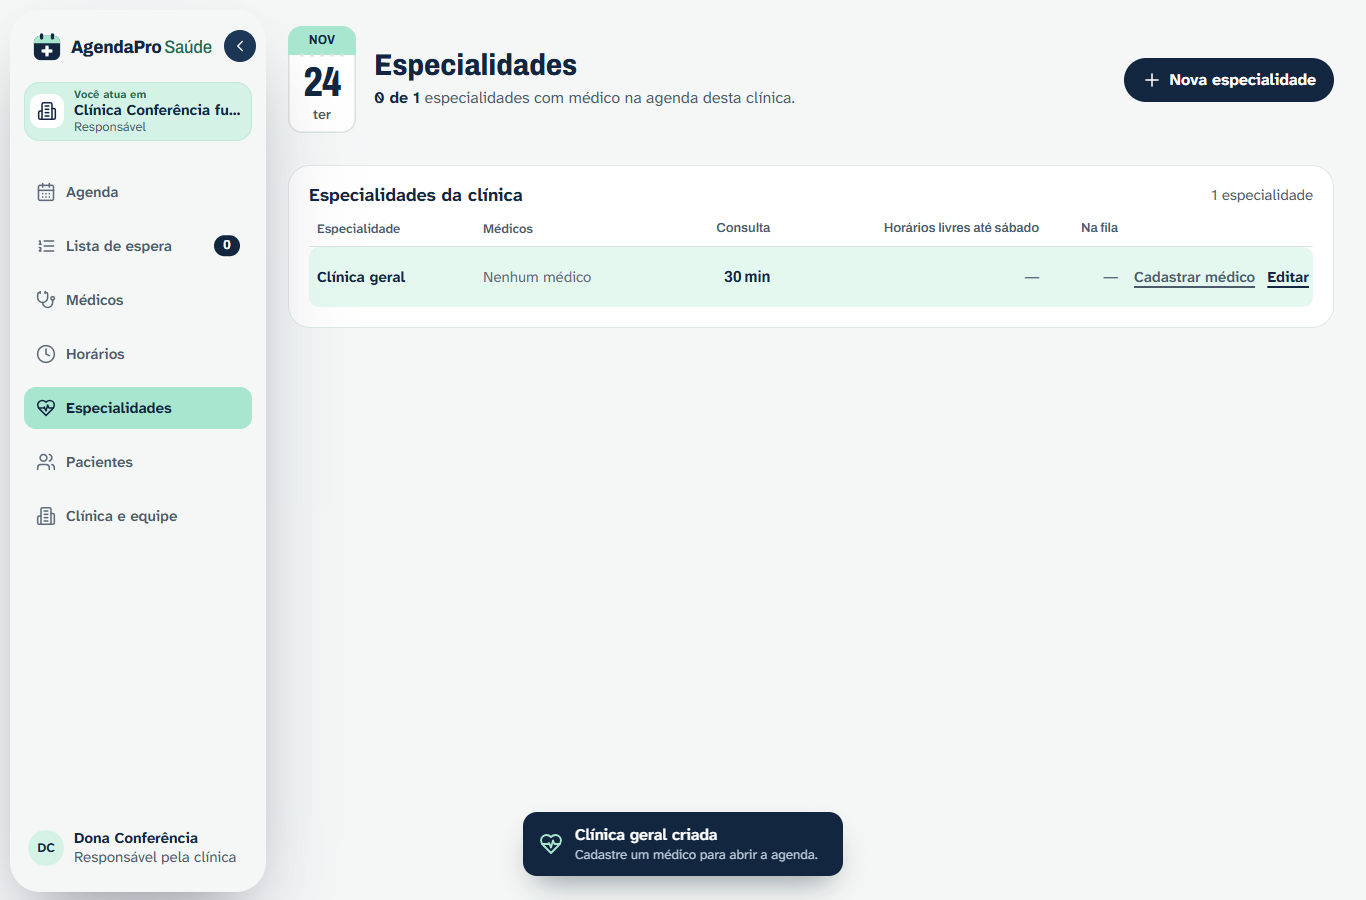 AgendaPro Saúde
Você atua em
Clínica Conferência fu...
Responsável
Agenda
Lista de espera 0
Médicos
Horários
Especialidades
Pacientes
Clínica e equipe
DC
Dona Conferência
Responsável pela clínica
NOV
24
ter
Especialidades
0 de 1 especialidades com médico na agenda desta clínica.
Nova especialidade
Especialidades da clínica
1 especialidade
Especialidade Médicos Consulta Horários livres até sábado Na fila
Clínica geral Nenhum médico 30 min — — Cadastrar médico Editar
Clínica geral criada
Cadastre um médico para abrir a agenda.